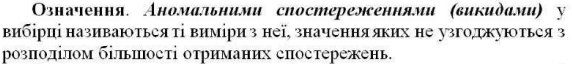 Означення. Аномальними спостереженнями (викидами) у
вибірці називаються ті виміри з неї, значення яких не узгоджуються з
розподілом більшості отриманих спостережень.